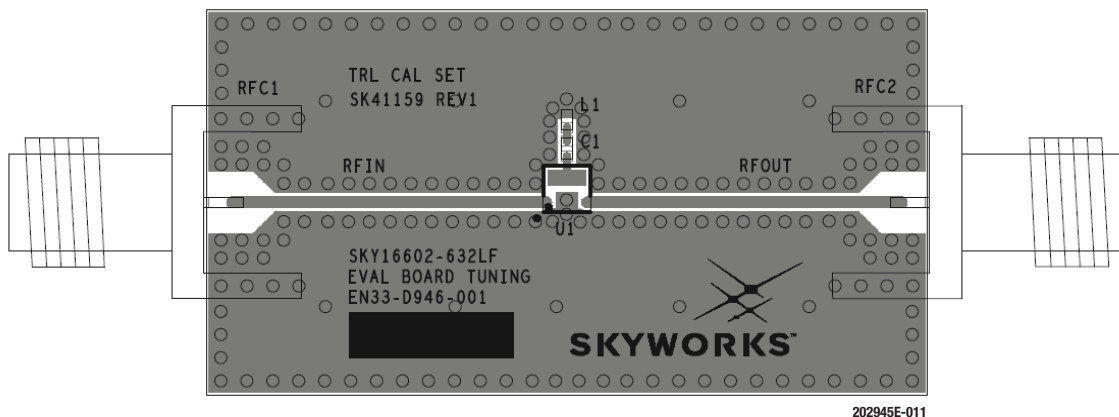 TRL CAL SET
SK41159 REV1
RFC1
RFC2
L1
C1
RFIN
RFOUT
U1
SKY16602-632LF
EVAL BOARD TUNING
EN33-D946-001
SKYWORKS™
202945E-011